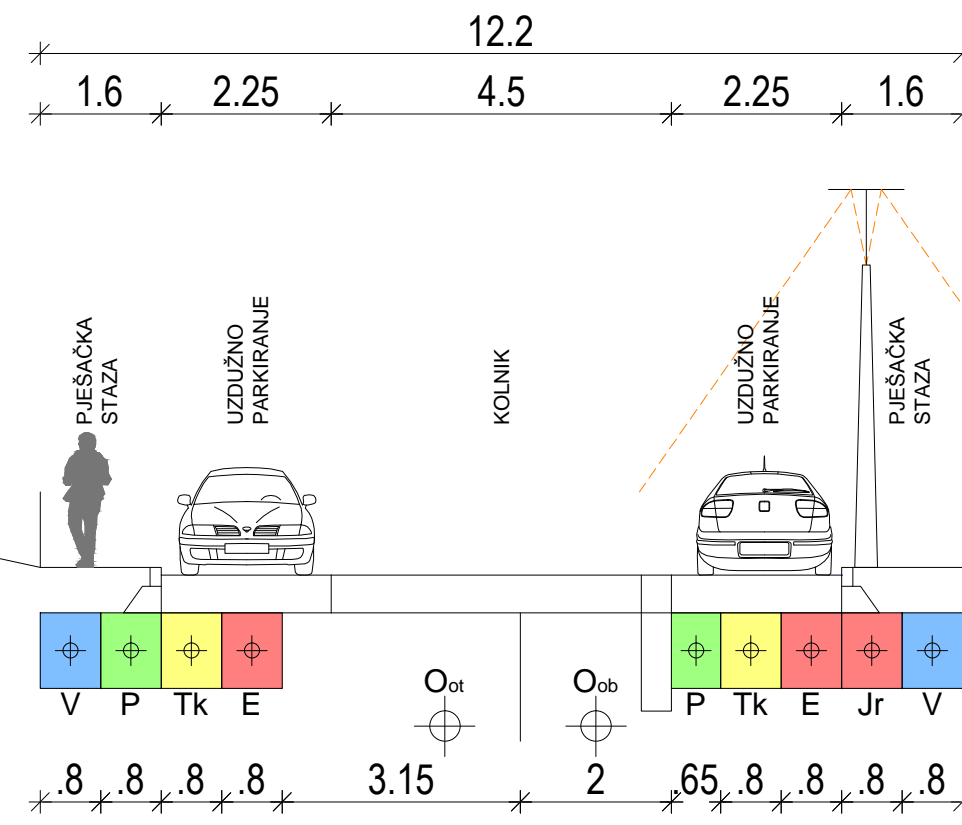 12.2
1.6 2.25 4.5 2.25 1.6
PJEŠAČKA
STAZA
UZDUŽNO
PARKIRANJE
KOLNIK
UZDUŽNO
PARKIRANJE
PJEŠAČKA
STAZA
Oot Oob
V P Tk E P Tk E Jr V
.8 .8 .8 .8 3.15 2 .65 .8 .8 .8 .8